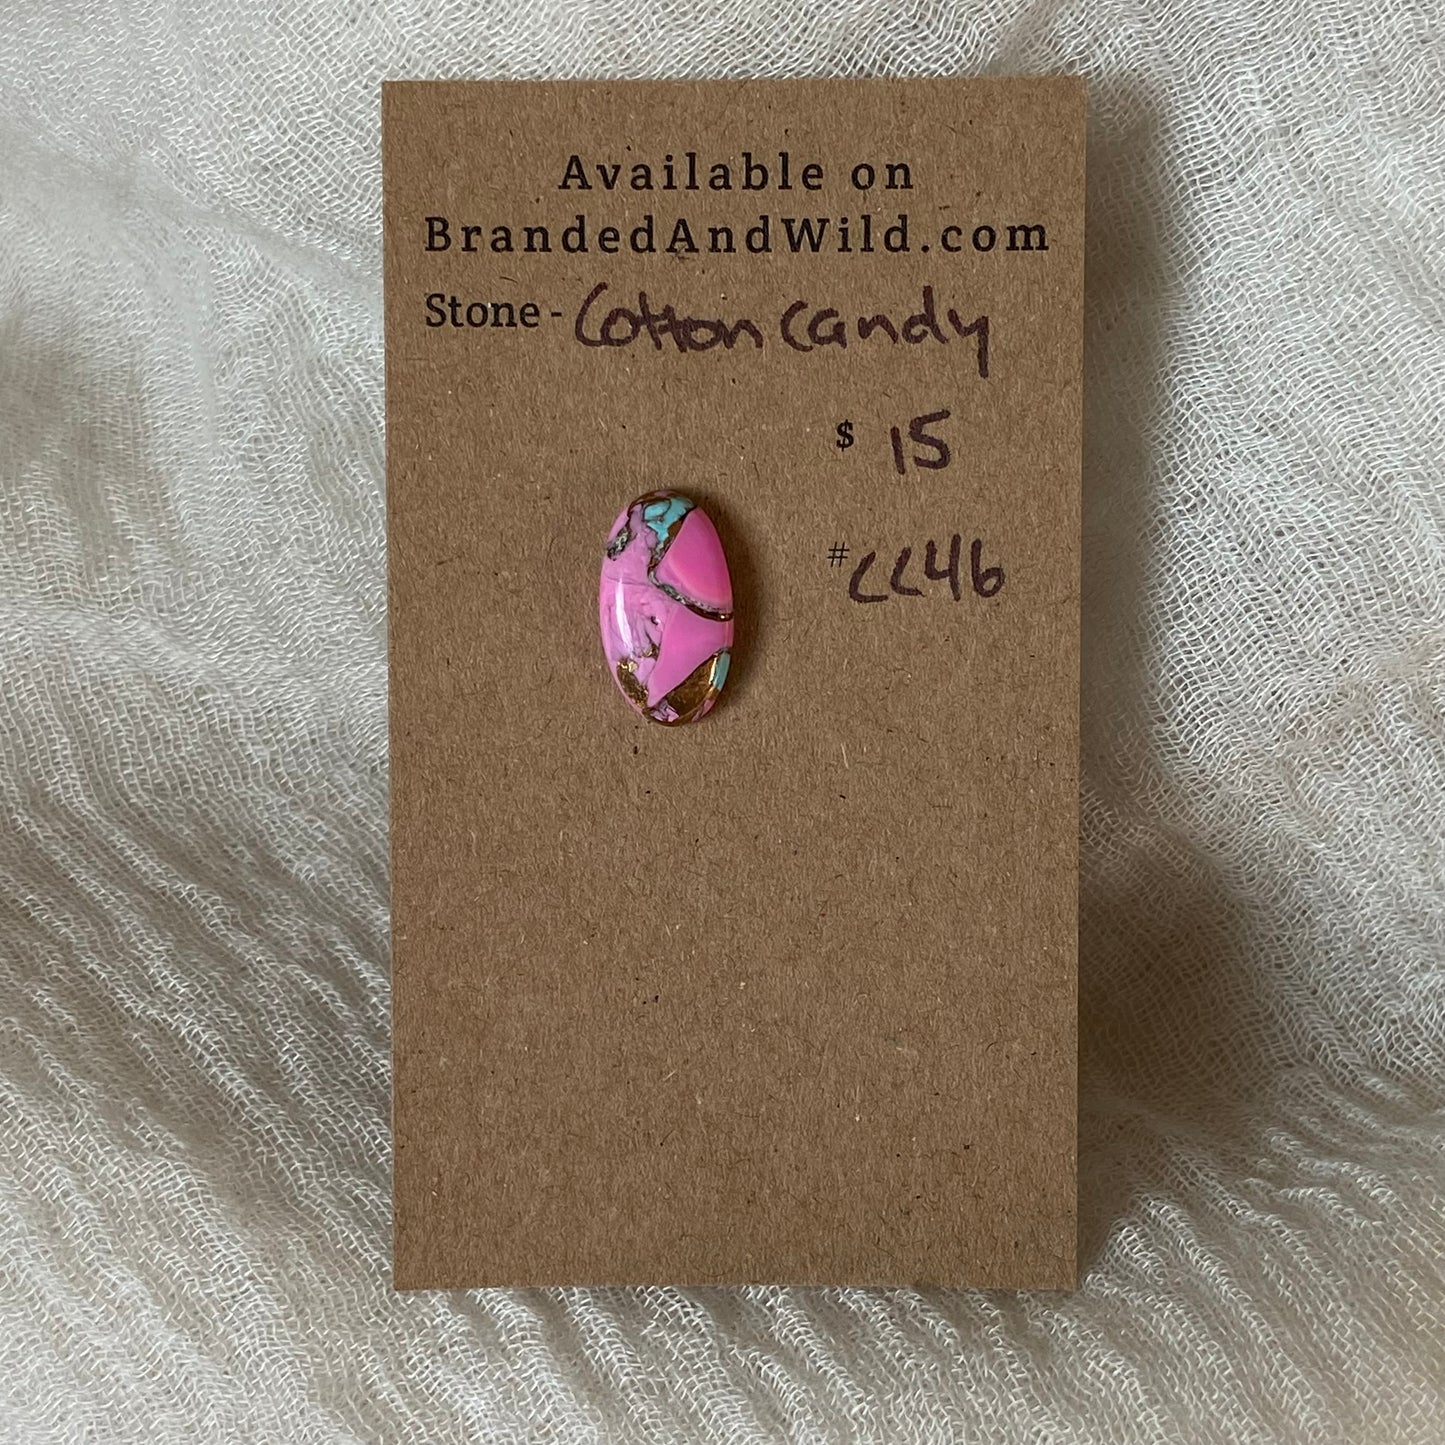 Available on
BrandedAndWild.com
Stone - Cotton Candy
$ 15
# CC46